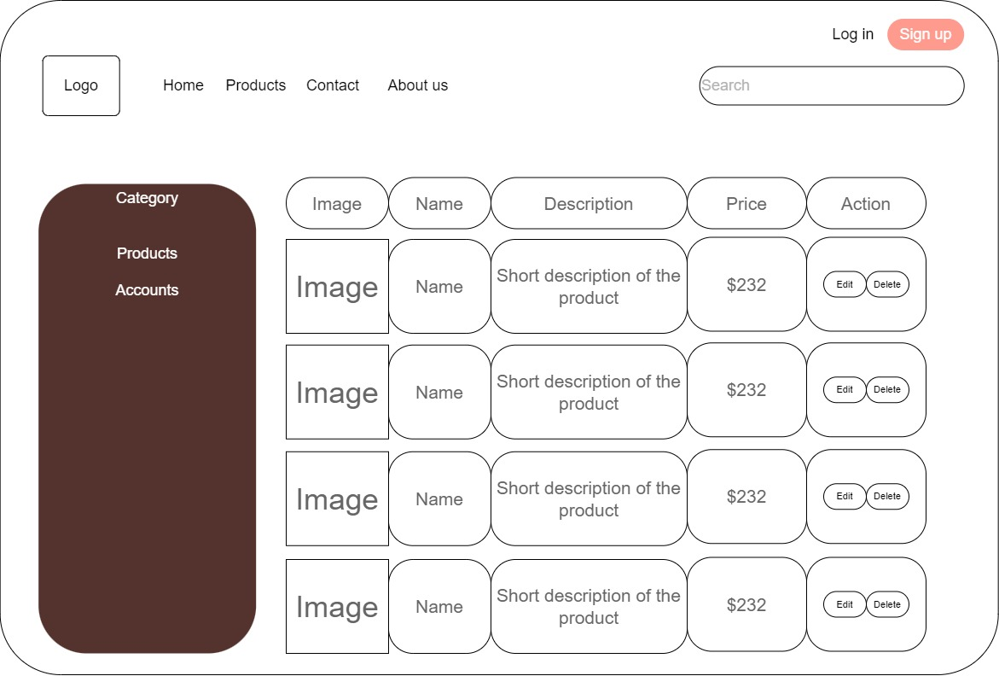 Log in
Sign up
Logo
Home
Products
Contact
About us
Search
Category
Products
Accounts
Image
Name
Description
Price
Action
Image
Name
Short description of the
product
$232
Edit
Delete
Image
Name
Short description of the
product
$232
Edit
Delete
Image
Name
Short description of the
product
$232
Edit
Delete
Image
Name
Short description of the
product
$232
Edit
Delete